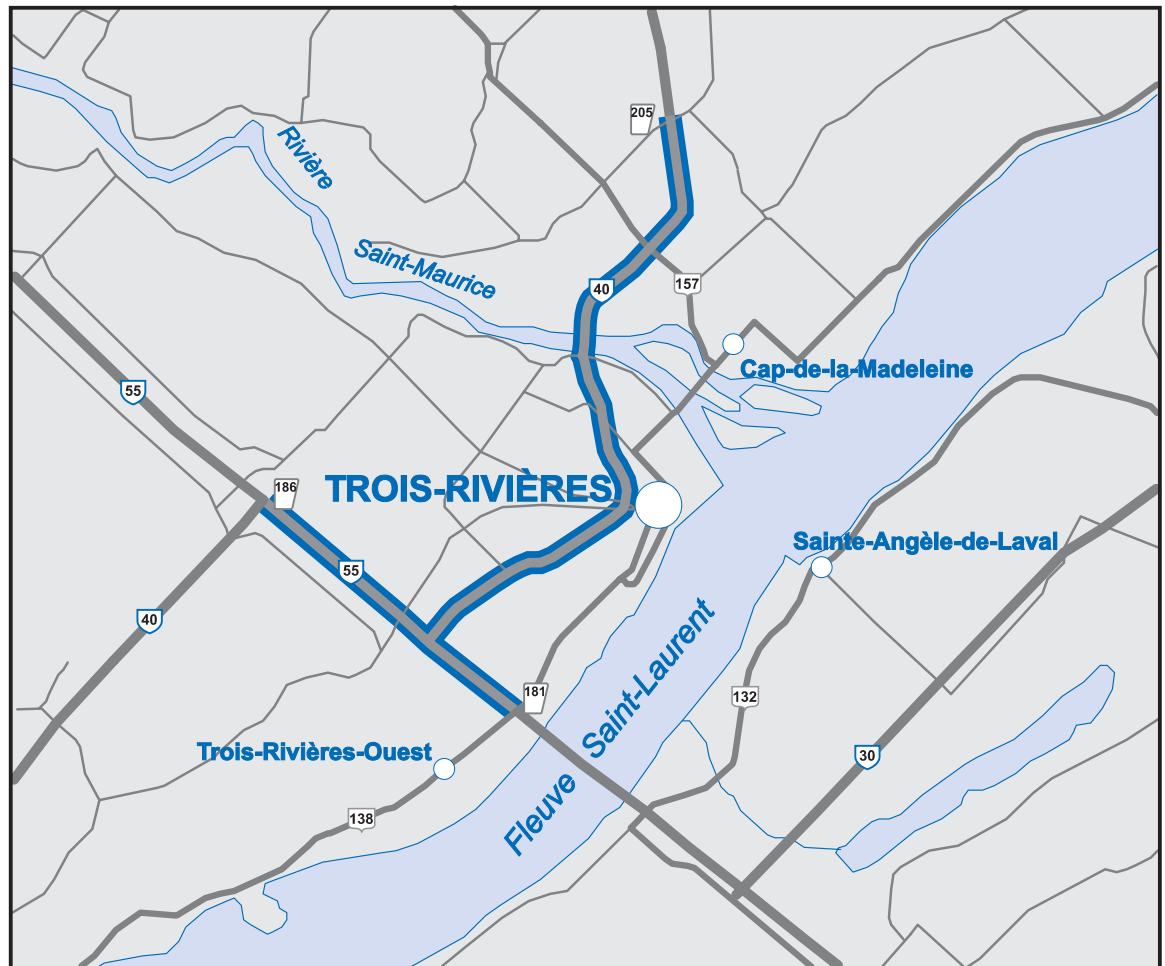 205
Rivière
Saint-Maurice
40
157
Cap-de-la-Madeleine
55
186
TROIS-RIVIÈRES
Sainte-Angèle-de-Laval
55
40
Fleuve Saint-Laurent
181
132
Trois-Rivières-Ouest
30
138